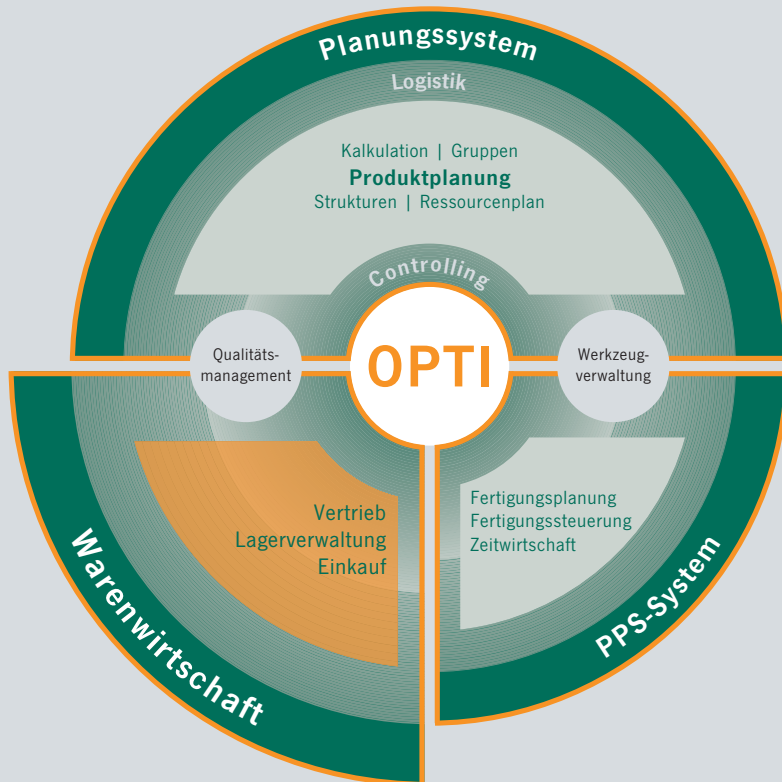 Planungssystem
Logistik
Kalkulation | Gruppen
Produktplanung
Strukturen | Ressourcenplan
Controlling
Qualitäts-
management
OPTI
Werkzeug-
verwaltung
Vertrieb
Lagerverwaltung
Einkauf
Fertigungsplanung
Fertigungssteuerung
Zeitwirtschaft
Warenwirtschaft
PPS-System